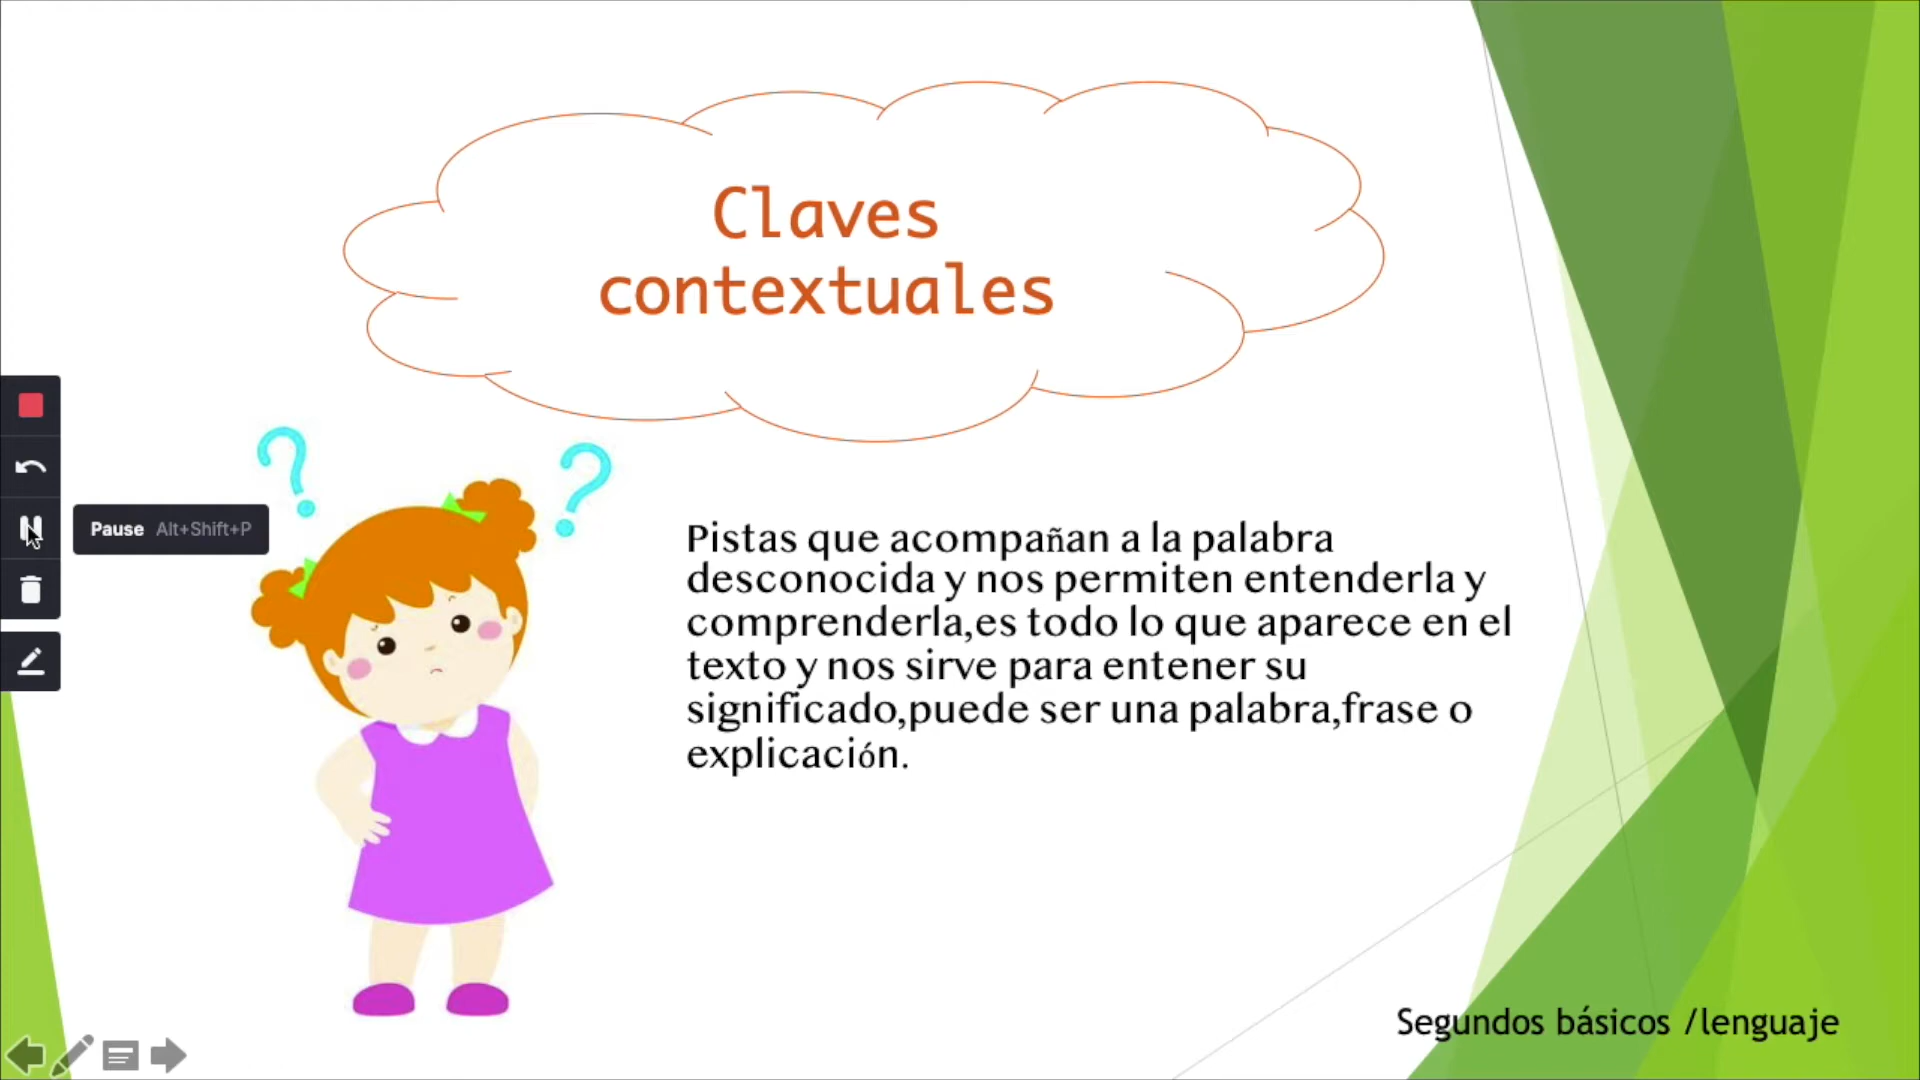 Claves
contextuales
?
?
Pause Alt+Shift+P
Pistas que acompañan a la palabra
desconocida y nos permiten entenderla y
comprenderla,es todo lo que aparece en el
texto y nos sirve para entener su
significado,puede ser una palabra,frase o
explicación.
Segundos básicos /lenguaje